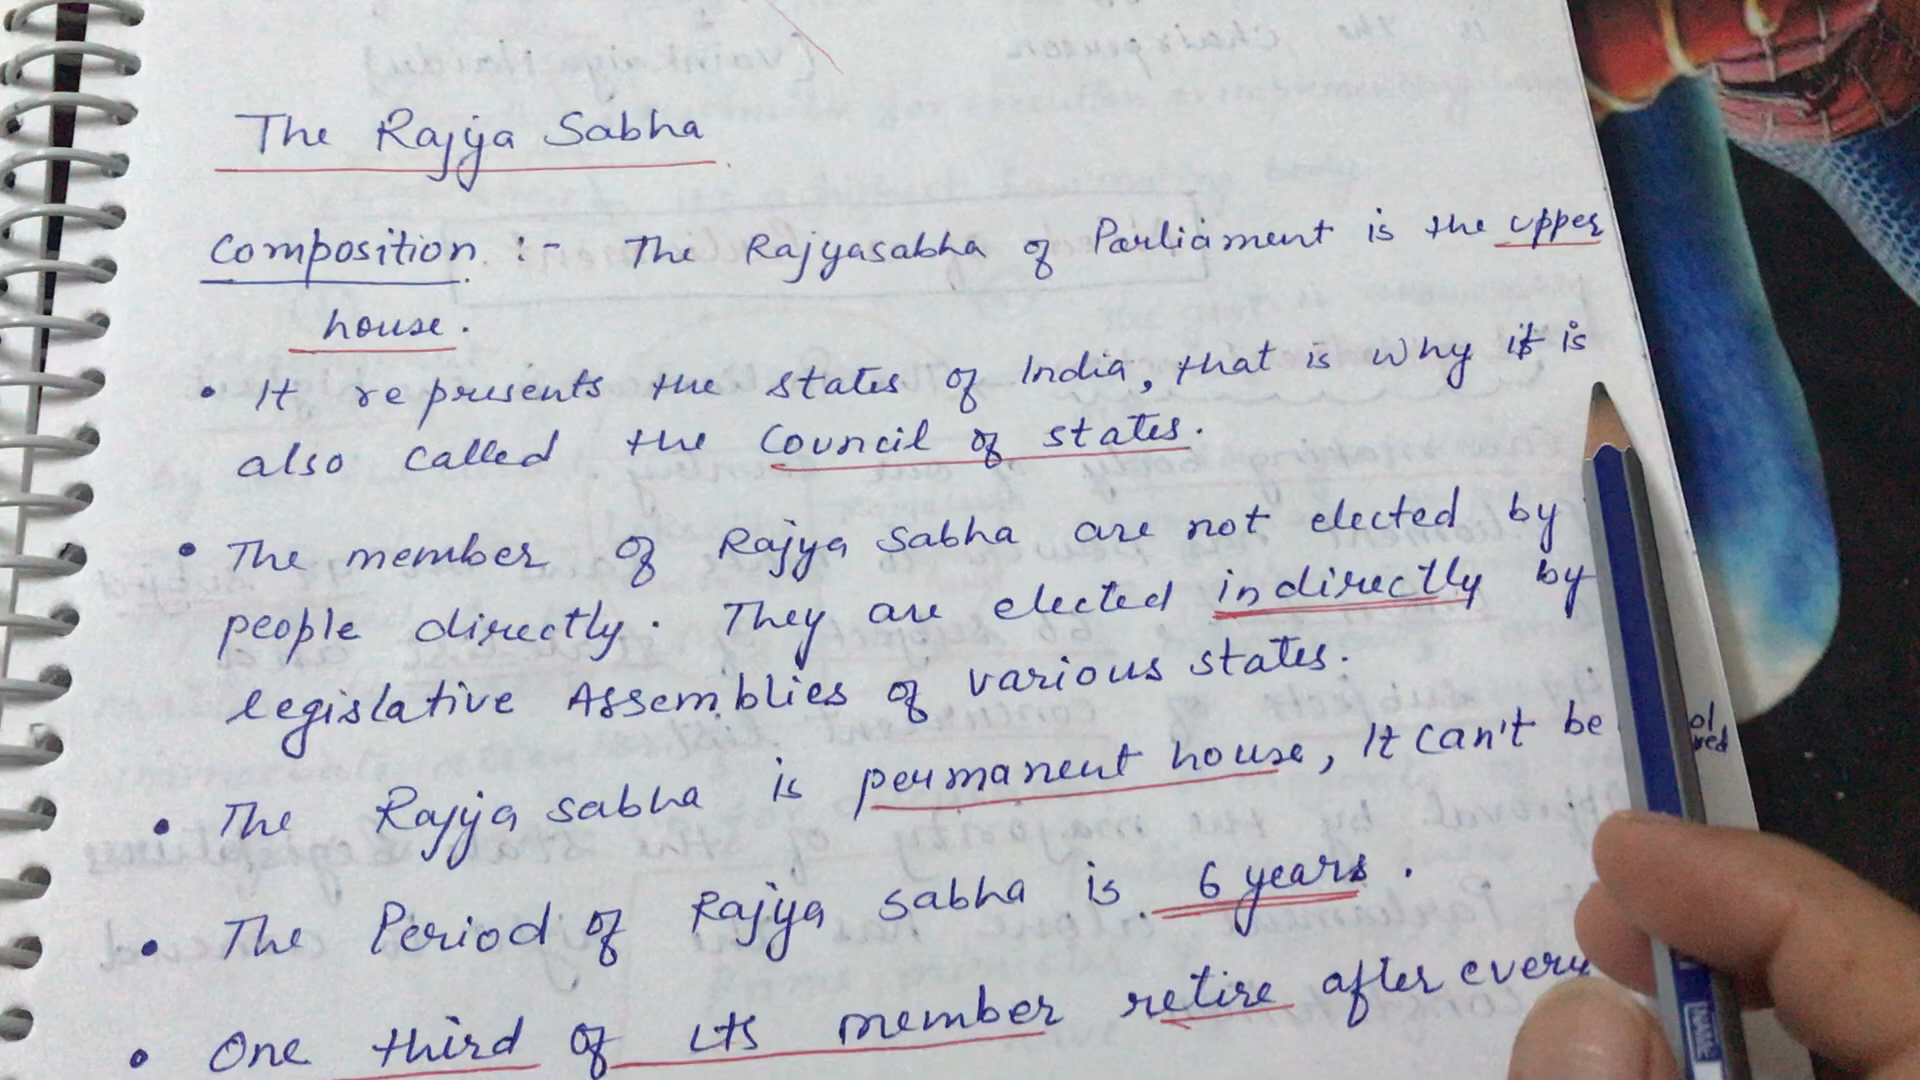 The Rajya Sabha
Composition :- The Rajyasabha of Parliament is the upper
house.
• It represents the states of India, that is why it is
also called the Council of states.
• The member of Rajya Sabha are not elected by
people directly. They are elected indirectly by
legislative Assemblies of various states.
• The Rajya sabha is permanent house, It can't be
• The Period of Rajya sabha is 6 years.
• One third of its member retire after every